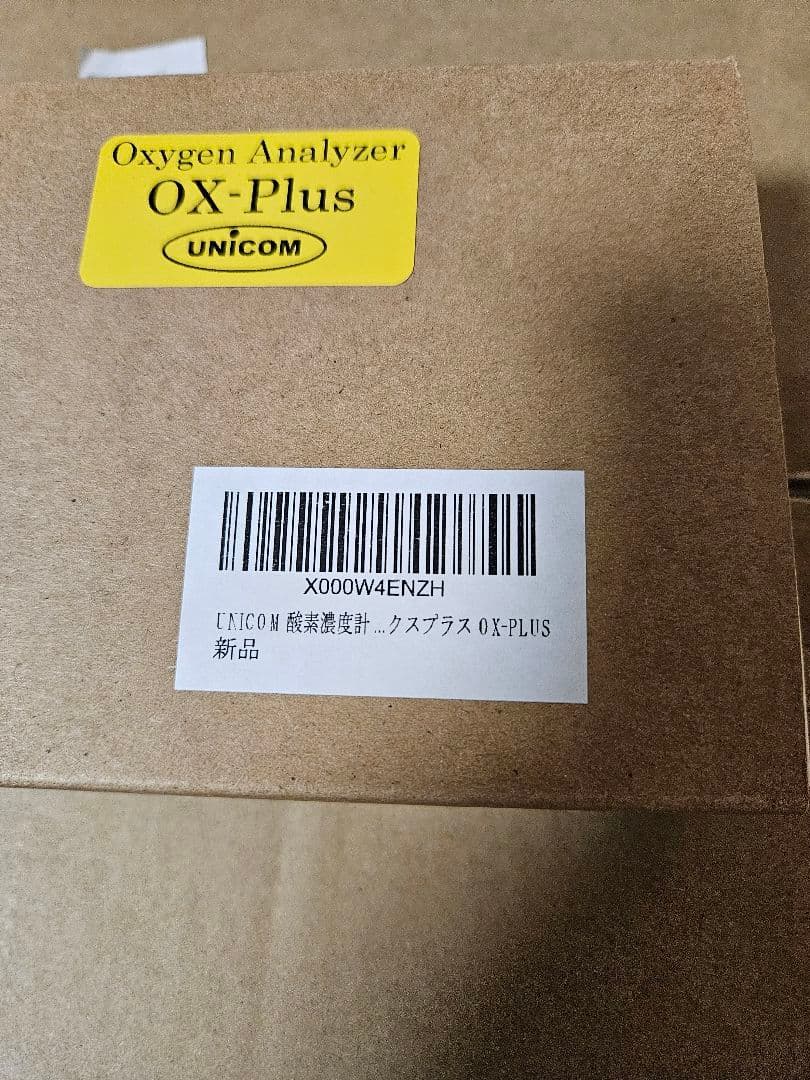 Oxygen Analyzer
OX-Plus
UNICOM
X000W4ENZH
UNICOM 酸素濃度計 ...クスプラス OX-PLUS
新品